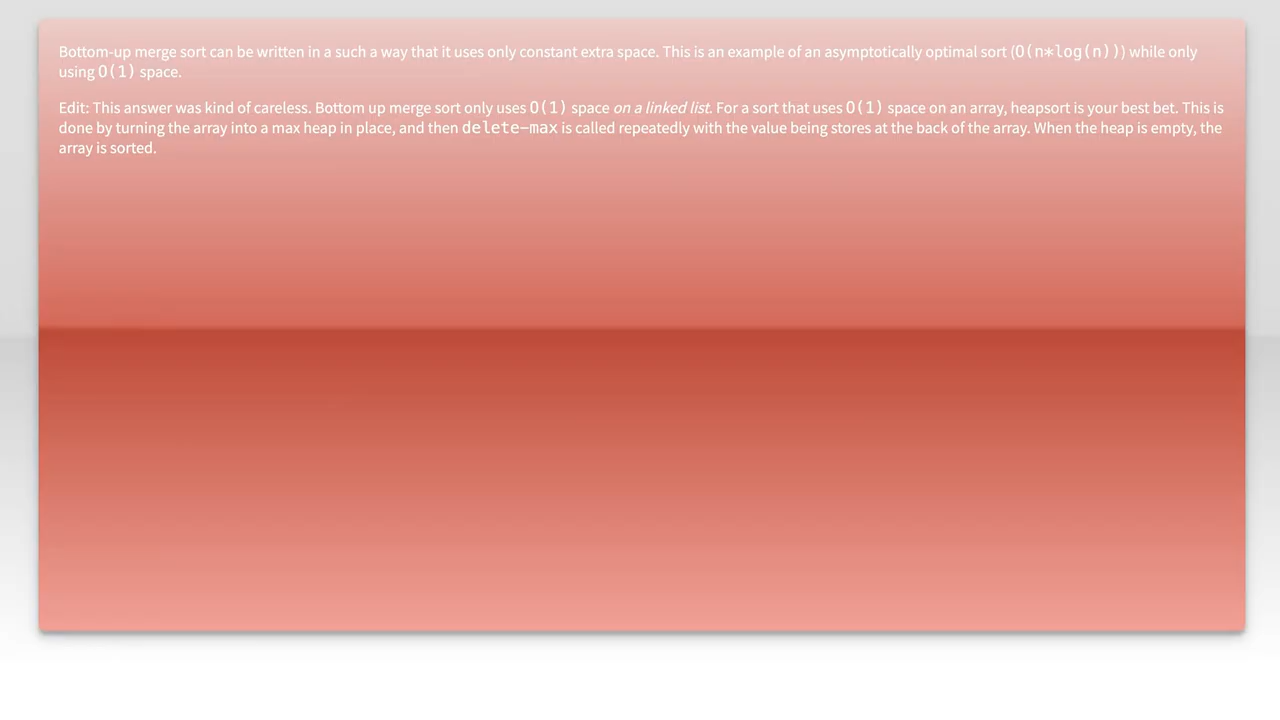 Bottom-up merge sort can be written in a such a way that it uses only constant extra space. This is an example of an asymptotically optimal sort (O(n*log(n))) while only
using O(1) space.
Edit: This answer was kind of careless. Bottom up merge sort only uses O(1) space on a linked list. For a sort that uses O(1) space on an array, heapsort is your best bet. This is
done by turning the array into a max heap in place, and then delete-max is called repeatedly with the value being stores at the back of the array. When the heap is empty, the
array is sorted.